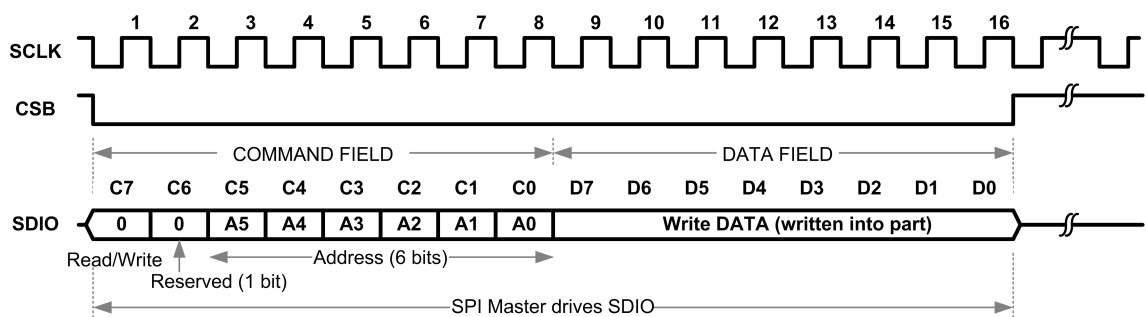 1 2 3 4 5 6 7 8 9 10 11 12 13 14 15 16
SCLK
CSB
COMMAND FIELD DATA FIELD
C7 C6 C5 C4 C3 C2 C1 C0 D7 D6 D5 D4 D3 D2 D1 D0
SDIO 0 0 A5 A4 A3 A2 A1 A0 Write DATA (written into part)
Read/Write Address (6 bits)
Reserved (1 bit)
SPI Master drives SDIO